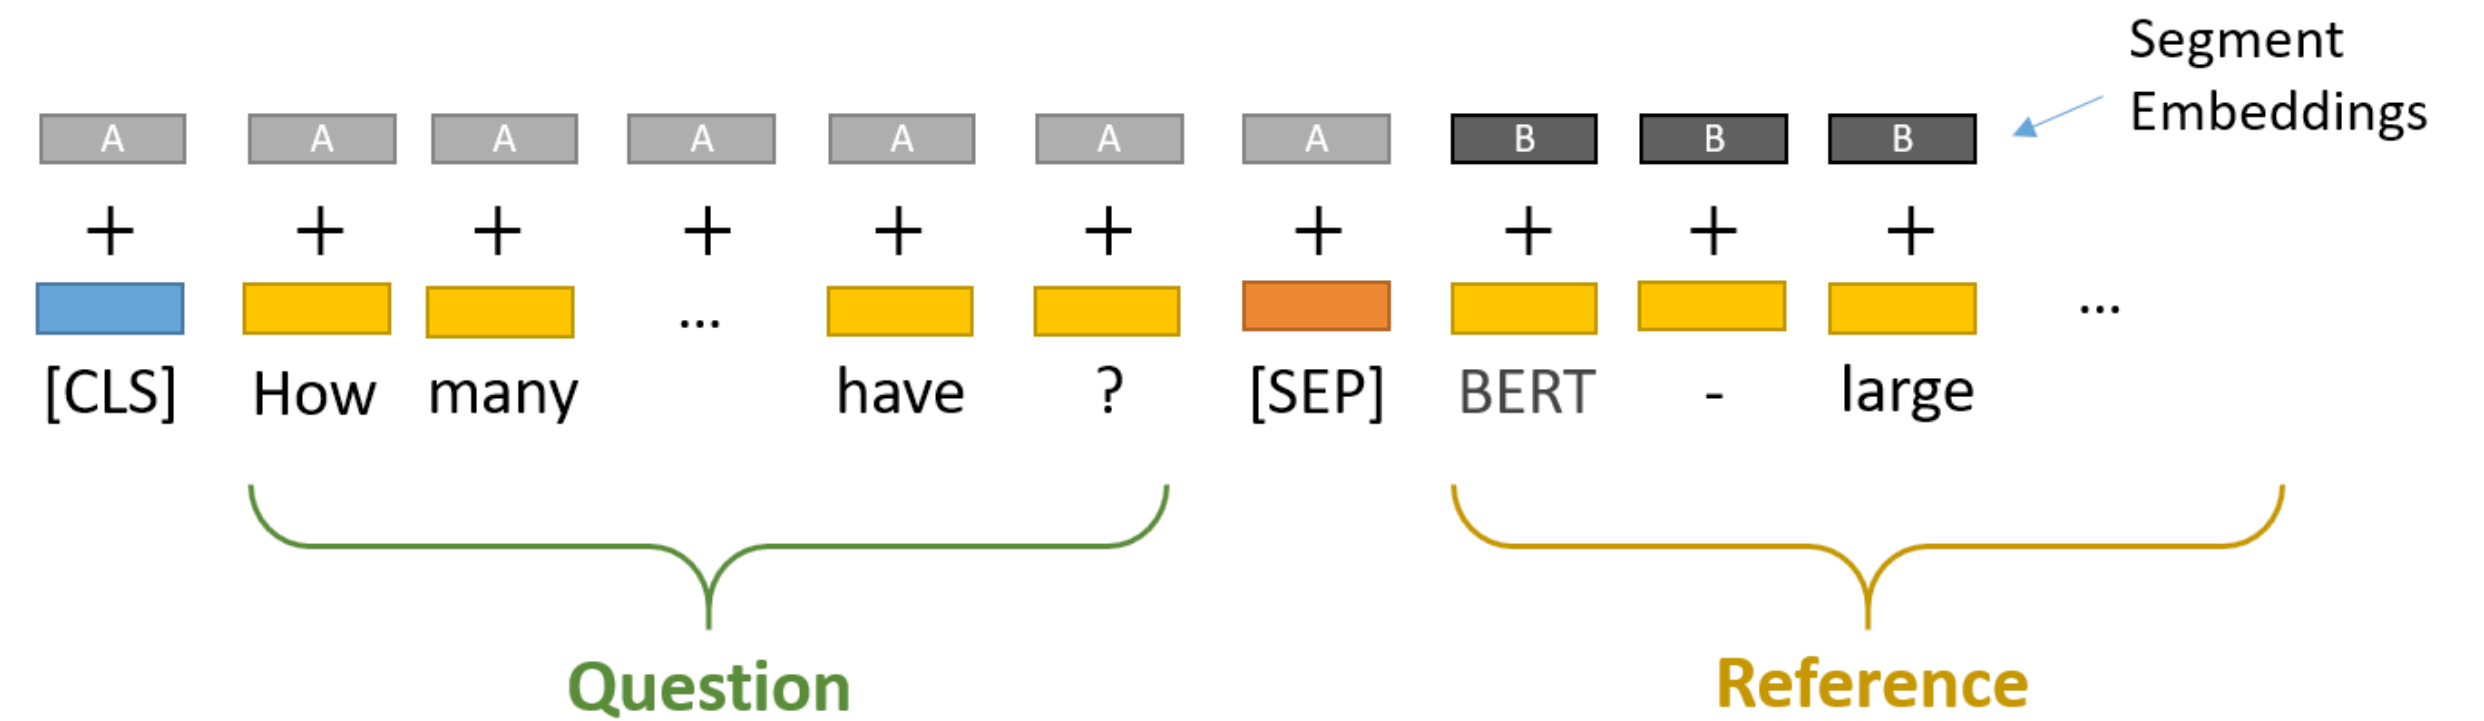 Segment
Embeddings
A A A A A A A B B B
+ + + + + + + + + +
... ...
[CLS] How many have ? [SEP] BERT - large
Question Reference